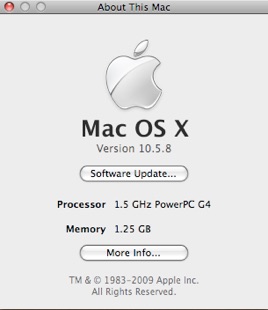 About This Mac
Mac OS X
Version 10.5.8
Software Update...
Processor 1.5 GHz PowerPC G4
Memory 1.25 GB
More Info...
TM & © 1983-2009 Apple Inc.
All Rights Reserved.